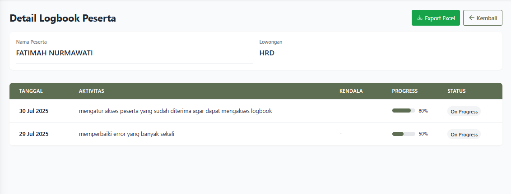 Detail Logbook Peserta
Export Excel
Kembali
Nama Peserta
Lowongan
FATIMAH NURMAWATI
HRD
TANGGAL AKTIVITAS KENDALA PROGRESS STATUS
30 Jul 2025 mengatur akses peserta yang sudah diterima agar dapat mengakses logbook 80% On Progress
29 Jul 2025 memperbaiki error yang banyak sekali 50% On Progress